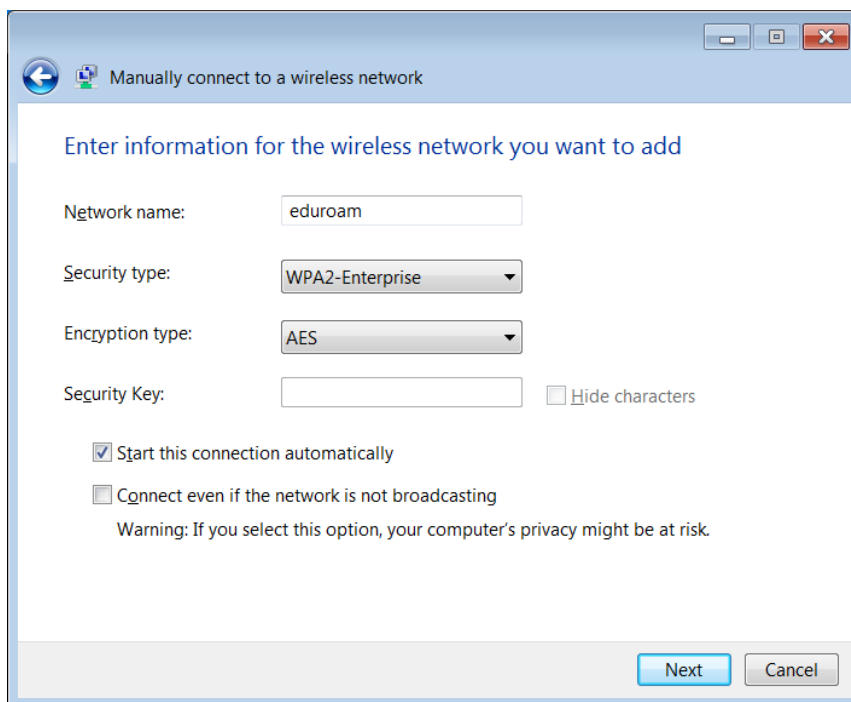 Manually connect to a wireless network
Enter information for the wireless network you want to add
Network name: eduroam
Security type: WPA2-Enterprise
Encryption type: AES
Security Key: Hide characters
Start this connection automatically
Connect even if the network is not broadcasting
Warning: If you select this option, your computer's privacy might be at risk.
Next Cancel